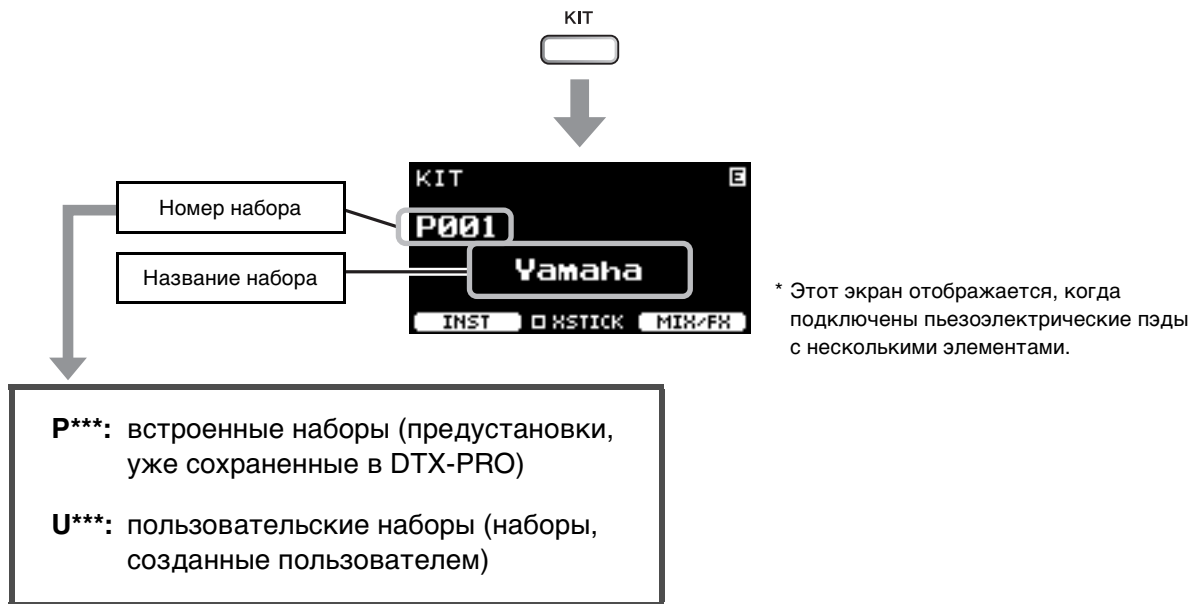 KIT
KIT E
Номер набора
P001
Название набора
Yamaha
INST XSTICK MIX/FX
* Этот экран отображается, когда
подключены пьезоэлектрические пэды
с несколькими элементами.
P***: встроенные наборы (предустановки,
уже сохраненные в DTX-PRO)
U***: пользовательские наборы (наборы,
созданные пользователем)